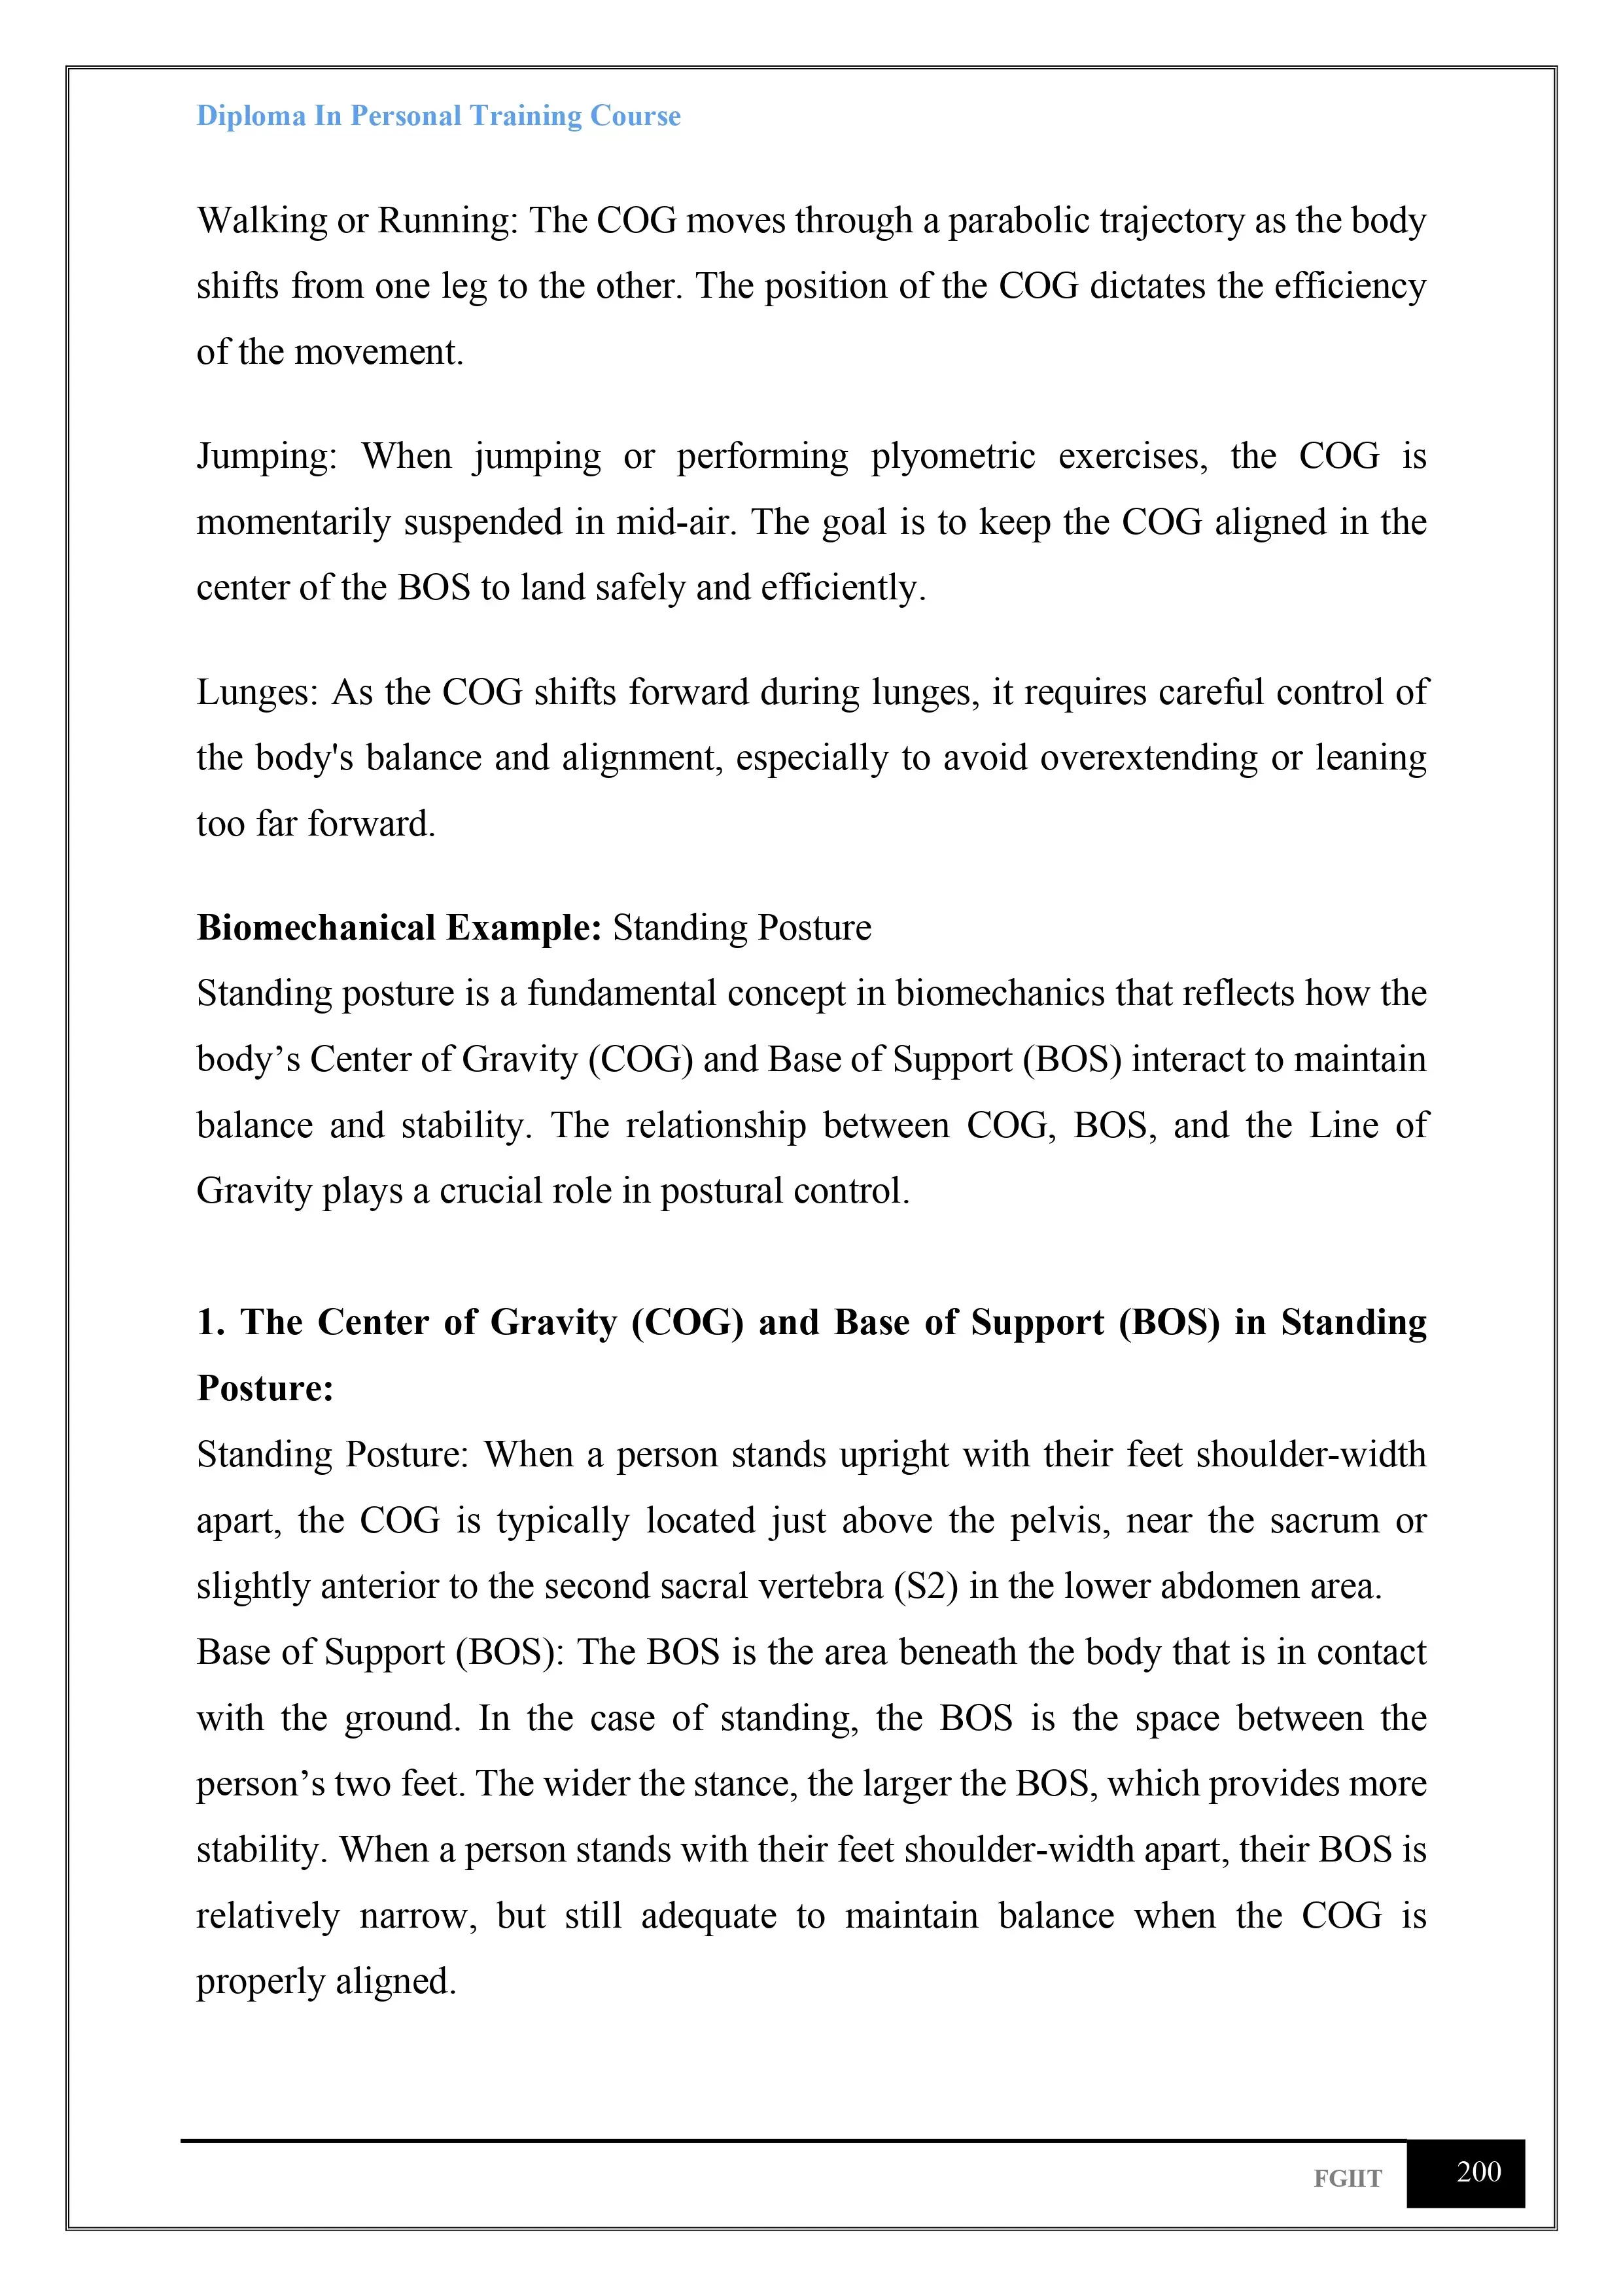 Diploma In Personal Training Course
Walking or Running: The COG moves through a parabolic trajectory as the body
shifts from one leg to the other. The position of the COG dictates the efficiency
of the movement.
Jumping: When jumping or performing plyometric exercises, the COG is
momentarily suspended in mid-air. The goal is to keep the COG aligned in the
center of the BOS to land safely and efficiently.
Lunges: As the COG shifts forward during lunges, it requires careful control of
the body's balance and alignment, especially to avoid overextending or leaning
too far forward.
Biomechanical Example: Standing Posture
Standing posture is a fundamental concept in biomechanics that reflects how the
body’s Center of Gravity (COG) and Base of Support (BOS) interact to maintain
balance and stability. The relationship between COG, BOS, and the Line of
Gravity plays a crucial role in postural control.
1. The Center of Gravity (COG) and Base of Support (BOS) in Standing
Posture:
Standing Posture: When a person stands upright with their feet shoulder-width
apart, the COG is typically located just above the pelvis, near the sacrum or
slightly anterior to the second sacral vertebra (S2) in the lower abdomen area.
Base of Support (BOS): The BOS is the area beneath the body that is in contact
with the ground. In the case of standing, the BOS is the space between the
person’s two feet. The wider the stance, the larger the BOS, which provides more
stability. When a person stands with their feet shoulder-width apart, their BOS is
relatively narrow, but still adequate to maintain balance when the COG is
properly aligned.
FGIIT 200